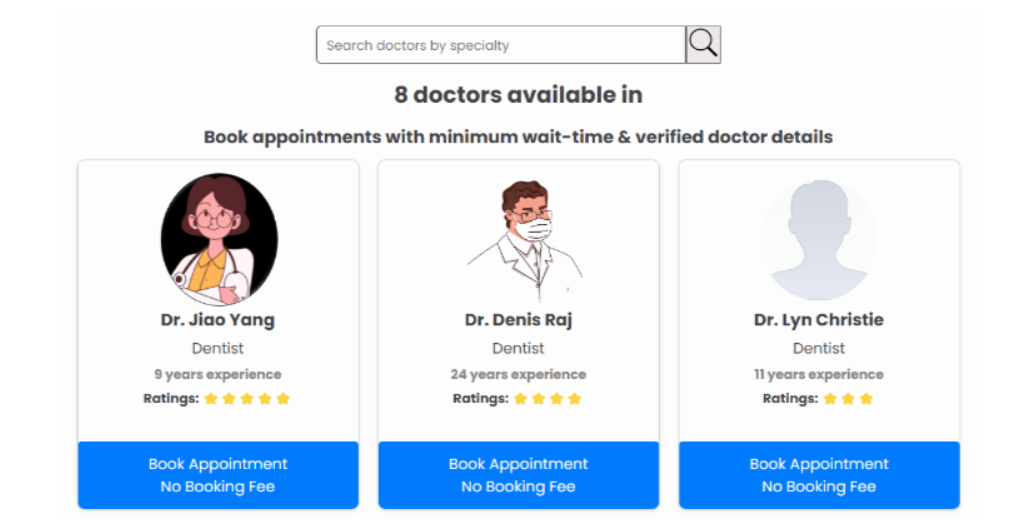 Search doctors by specialty
8 doctors available in
Book appointments with minimum wait-time & verified doctor details
Dr. Jiao Yang
Dentist
9 years experience
Ratings:
Book Appointment
No Booking Fee
Dr. Denis Raj
Dentist
24 years experience
Ratings:
Book Appointment
No Booking Fee
Dr. Lyn Christie
Dentist
11 years experience
Ratings:
Book Appointment
No Booking Fee